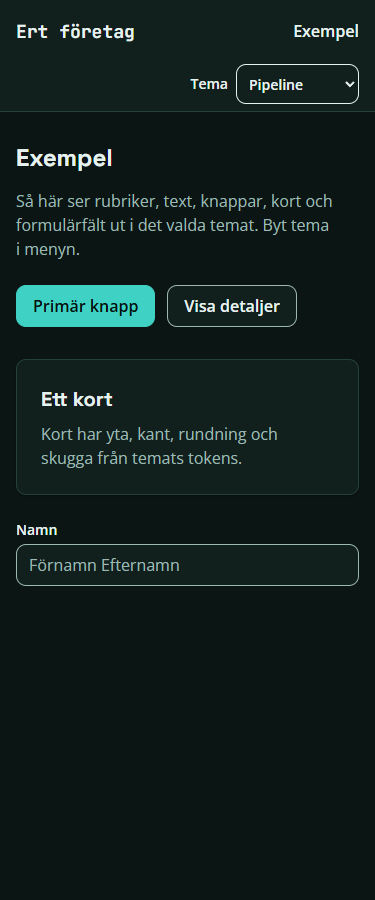 Ert företag
Exempel
Tema
Pipeline
Exempel
Så här ser rubriker, text, knappar, kort och
formulärfält ut i det valda temat. Byt tema
i menyn.
Primär knapp
Visa detaljer
Ett kort
Kort har yta, kant, rundning och
skugga från temats tokens.
Namn
Förnamn Efternamn